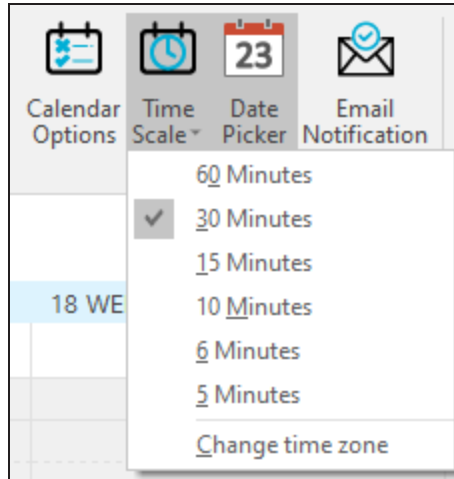 23
Calendar Options
Time Scale
Date Picker
Email Notification
60 Minutes
30 Minutes
15 Minutes
18 WE
10 Minutes
6 Minutes
5 Minutes
Change time zone